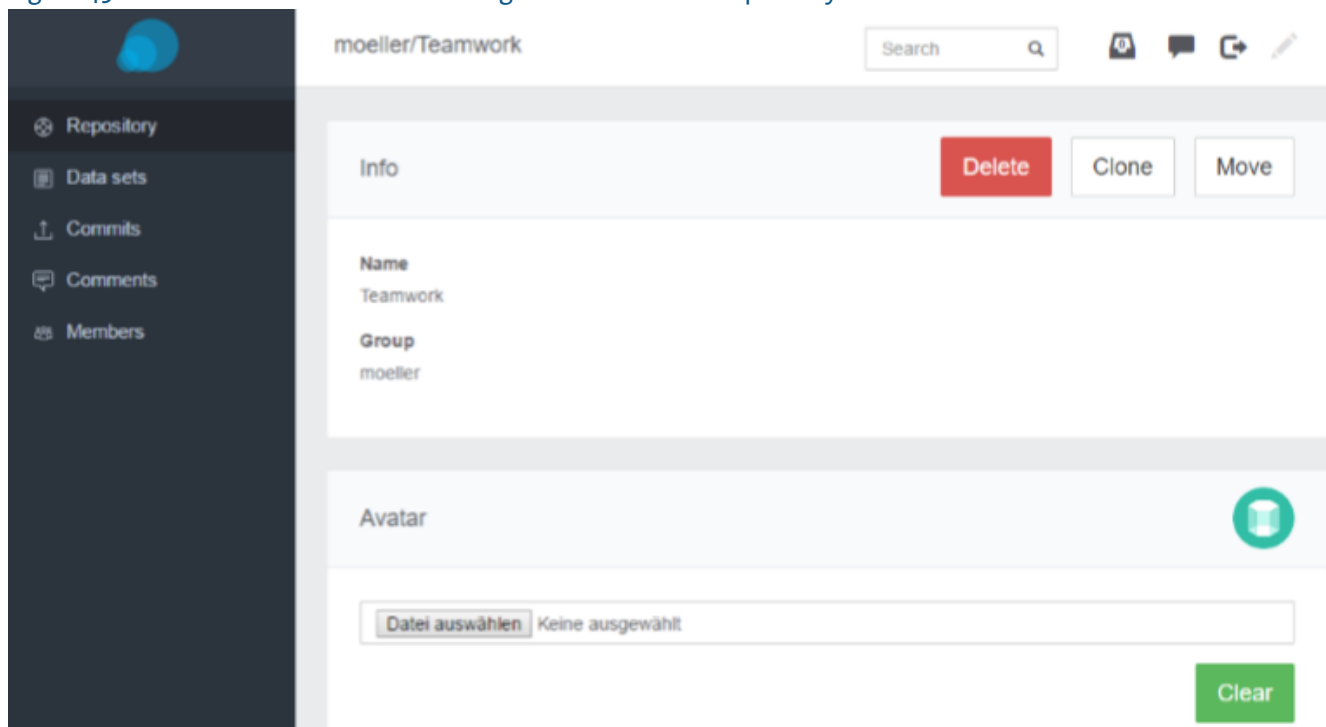 moeller/Teamwork
Search
0
Repository
Data sets
Commits
Comments
Members
Info
Delete
Clone
Move
Name
Teamwork
Group
moeller
Avatar
Datei auswählen Keine ausgewählt
Clear